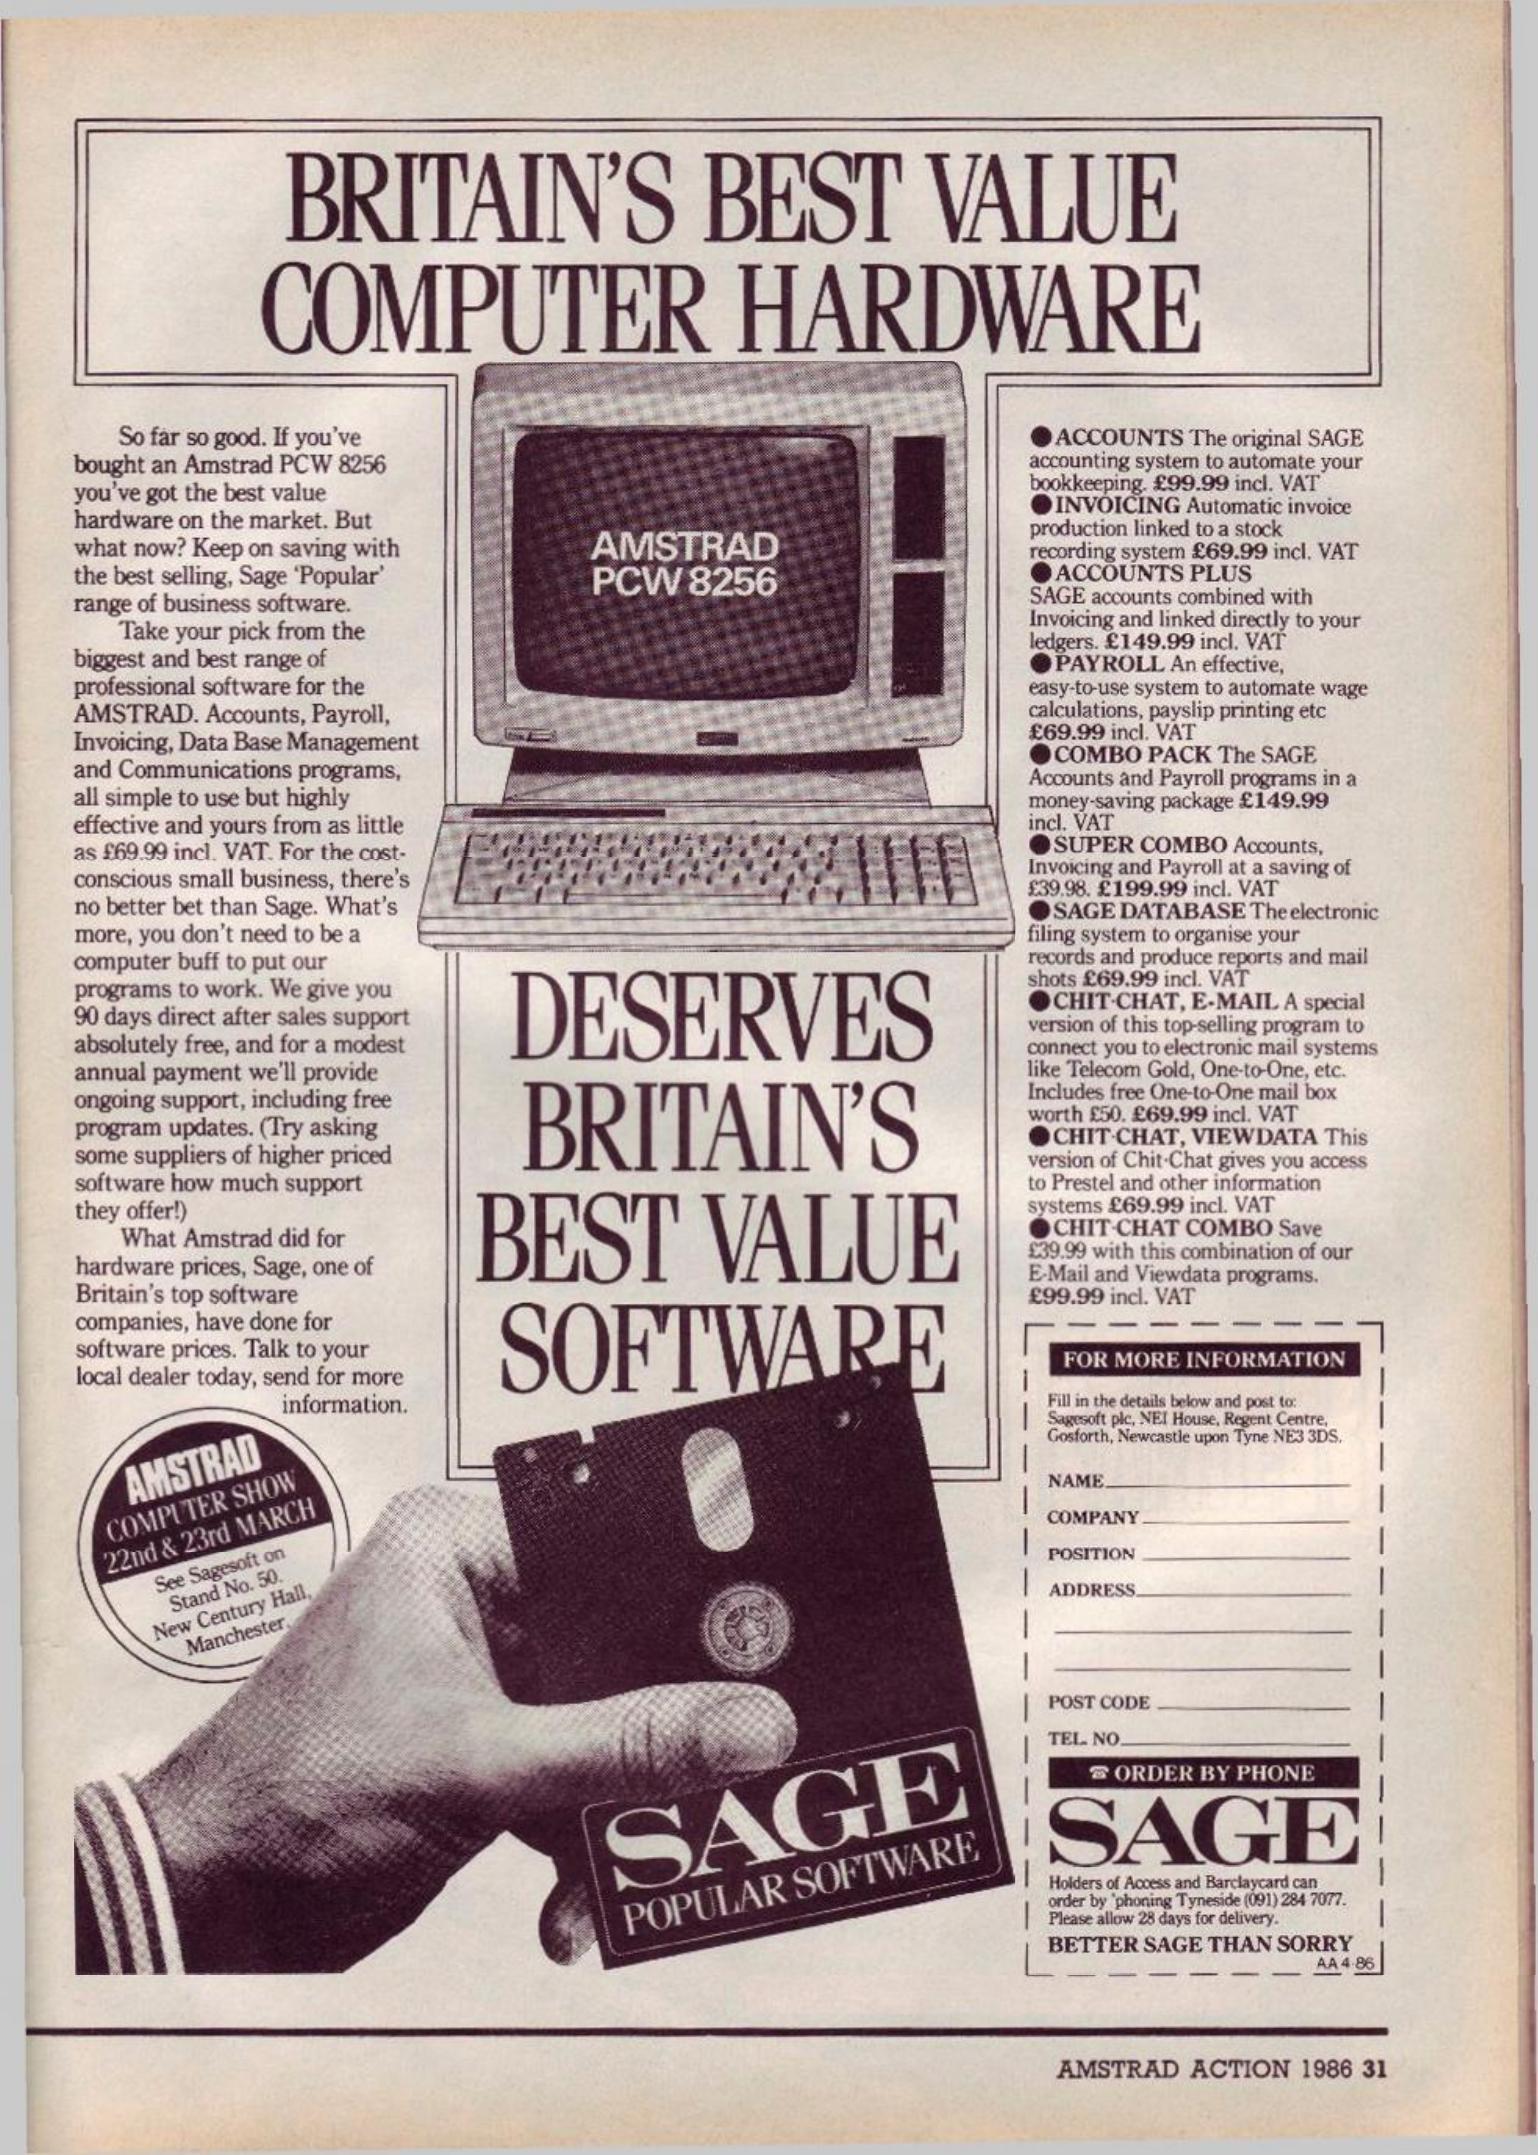 BRITAIN'S BEST VALUE
COMPUTER HARDWARE
So far so good. If you've
bought an Amstrad PCW 8256
you've got the best value
hardware on the market. But
what now? Keep on saving with
the best selling, Sage 'Popular'
range of business software.
Take your pick from the
biggest and best range of
professional software for the
AMSTRAD. Accounts, Payroll,
Invoicing, Data Base Management
and Communications programs,
all simple to use but highly
effective and yours from as little
as £69.99 incl. VAT. For the cost-
conscious small business, there's
no better bet than Sage. What's
more, you don't need to be a
computer buff to put our
programs to work. We give you
90 days direct after sales support
absolutely free, and for a modest
annual payment we'll provide
ongoing support, including free
program updates. (Try asking
some suppliers of higher priced
software how much support
they offer!)
What Amstrad did for
hardware prices, Sage, one of
Britain's top software
companies, have done for
software prices. Talk to your
local dealer today, send for more
information.
AMSTRAD
COMPUTER SHOW
22nd & 23rd MARCH
See Sagesoft on
Stand No. 50.
New Century Hall,
Manchester.
AMSTRAD
PCW 8256
DESERVES
BRITAIN'S
BEST VALUE
SOFTWARE
SAGE
POPULAR SOFTWARE
● ACCOUNTS The original SAGE
accounting system to automate your
bookkeeping. £99.99 incl. VAT
● INVOICING Automatic invoice
production linked to a stock
recording system £69.99 incl. VAT
● ACCOUNTS PLUS
SAGE accounts combined with
Invoicing and linked directly to your
ledgers. £149.99 incl. VAT
● PAYROLL An effective,
easy-to-use system to automate wage
calculations, payslip printing etc
£69.99 incl. VAT
● COMBO PACK The SAGE
Accounts and Payroll programs in a
money-saving package £149.99
incl. VAT
● SUPER COMBO Accounts,
Invoicing and Payroll at a saving of
£39.98. £199.99 incl. VAT
● SAGE DATABASE The electronic
filing system to organise your
records and produce reports and mail
shots £69.99 incl. VAT
● CHIT-CHAT, E-MAIL A special
version of this top-selling program to
connect you to electronic mail systems
like Telecom Gold, One-to-One, etc.
Includes free One-to-One mail box
worth £50. £69.99 incl. VAT
● CHIT-CHAT, VIEWDATA This
version of Chit-Chat gives you access
to Prestel and other information
systems £69.99 incl. VAT
● CHIT-CHAT COMBO Save
£39.99 with this combination of our
E-Mail and Viewdata programs.
£99.99 incl. VAT
FOR MORE INFORMATION
Fill in the details below and post to:
Sagesoft plc, NEI House, Regent Centre,
Gosforth, Newcastle upon Tyne NE3 3DS.
NAME
COMPANY
POSITION
ADDRESS
POST CODE
TEL. NO.
☎ ORDER BY PHONE
SAGE
Holders of Access and Barclaycard can
order by 'phoning Tyneside (091) 284 7077.
Please allow 28 days for delivery.
BETTER SAGE THAN SORRY
AA 4-86
AMSTRAD ACTION 1986 31